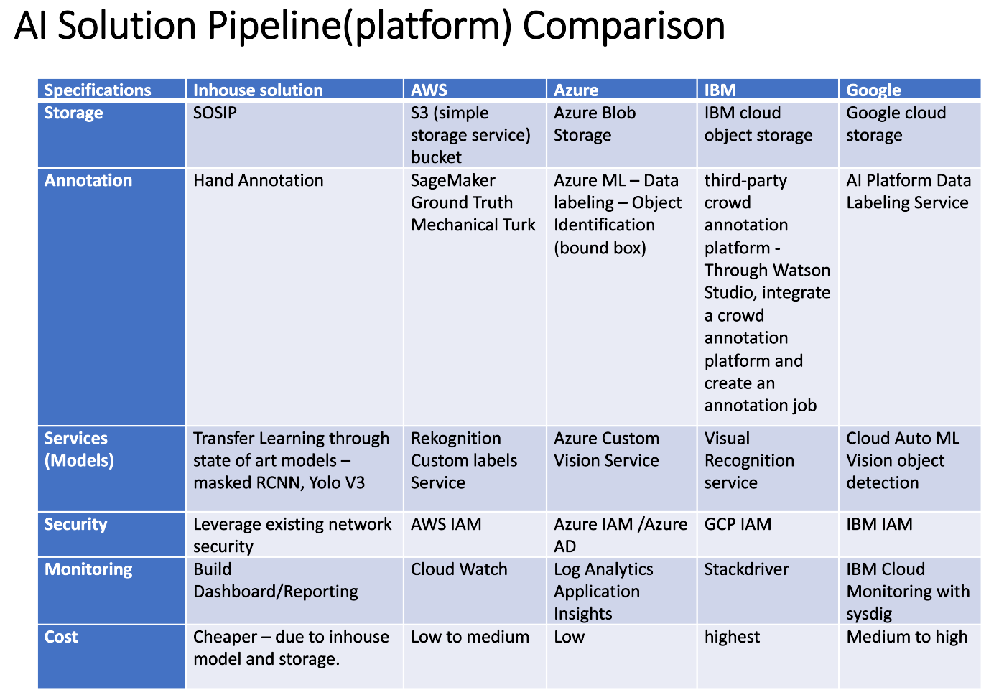 AI Solution Pipeline(platform) Comparison
Specifications
Inhouse solution
AWS
Azure
IBM
Google
Storage
SOSIP
S3 (simple
storage service)
bucket
Azure Blob
Storage
IBM cloud
object storage
Google cloud
storage
Annotation
Hand Annotation
SageMaker
Ground Truth
Mechanical Turk
Azure ML – Data
labeling – Object
Identification
(bound box)
third-party
crowd
annotation
platform -
Through Watson
Studio, integrate
a crowd
annotation
platform and
create an
annotation job
AI Platform Data
Labeling Service
Services
(Models)
Transfer Learning through
state of art models –
masked RCNN, Yolo V3
Rekognition
Custom labels
Service
Azure Custom
Vision Service
Visual
Recognition
service
Cloud Auto ML
Vision object
detection
Security
Leverage existing network
security
AWS IAM
Azure IAM /Azure
AD
GCP IAM
IBM IAM
Monitoring
Build
Dashboard/Reporting
Cloud Watch
Log Analytics
Application
Insights
Stackdriver
IBM Cloud
Monitoring with
sysdig
Cost
Cheaper – due to inhouse
model and storage.
Low to medium
Low
highest
Medium to high